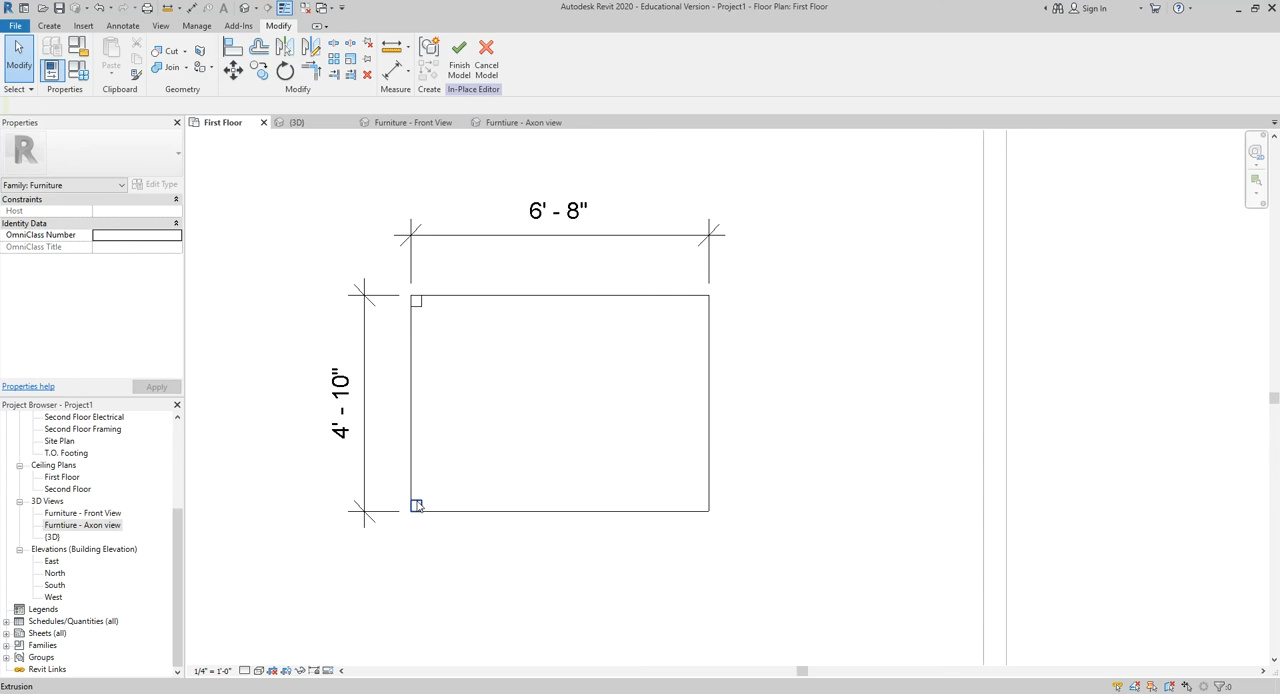 Autodesk Revit 2020 - Educational Version - Project1 - Floor Plan: First Floor
Sign In
File Create Insert Annotate View Manage Add-Ins Modify
Modify
Paste
Cut
Join
Finish Model
Cancel Model
Select Properties Clipboard Geometry Modify Measure Create In-Place Editor
Properties
First Floor {3D} Furniture - Front View Furntiure - Axon view
Family: Furniture
Edit Type
Constraints
Host
Identity Data
OmniClass Number
OmniClass Title
6' - 8"
4' - 10"
Properties help
Apply
Project Browser - Project1
Second Floor Electrical
Second Floor Framing
Site Plan
T.O. Footing
Ceiling Plans
First Floor
Second Floor
3D Views
Furniture - Front View
Furntiure - Axon view
{3D}
Elevations (Building Elevation)
East
North
South
West
Legends
Schedules/Quantities (all)
Sheets (all)
Families
Groups
Revit Links
1/4" = 1'-0"
Extrusion
:0